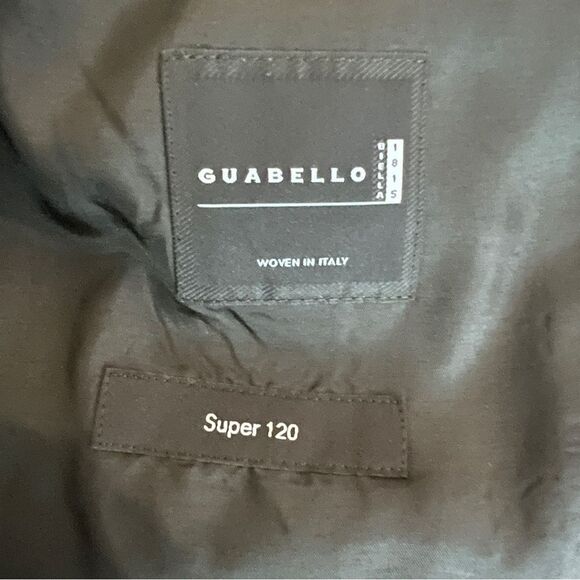 GUABELLO
BIELLA
1815
WOVEN IN ITALY
Super 120